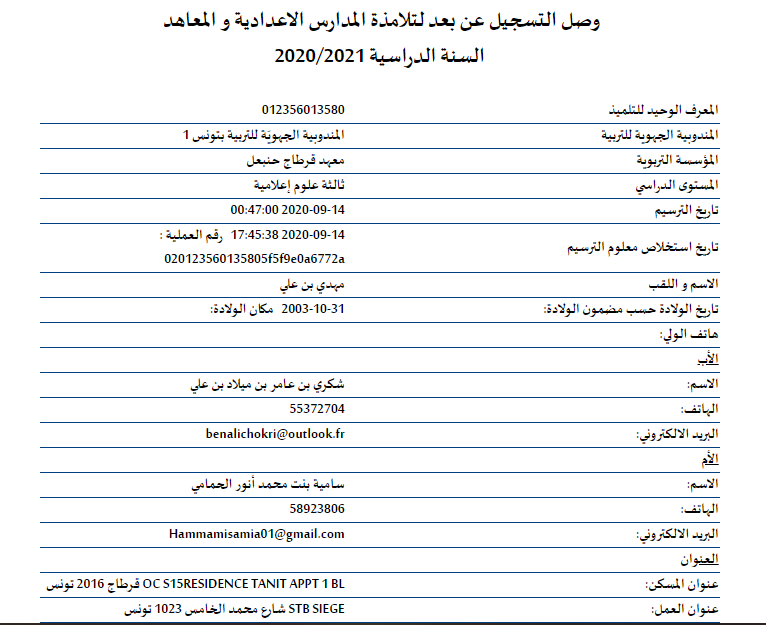 وصل التسجيل عن بعد لتلامذة المدارس الاعدادية و المعاهد
السنة الدراسية 2020/2021
المعرف الوحيد للتلميذ 012356013580
المندوبية الجهوية للتربية المندوبية الجهويّة للتربية بتونس 1
المؤسسة التربوية معهد قرطاج حنبعل
المستوى الدراسي ثالثة علوم إعلامية
تاريخ الترسيم 2020-09-14 00:47:00
تاريخ استخلاص معلوم الترسيم 2020-09-14 17:45:38 رقم العملية :
020123560135805f5f9e0a6772a
الاسم و اللقب مهدي بن علي
تاريخ الولادة حسب مضمون الولادة: 2003-10-31 مكان الولادة:
هاتف الولي:
الأب
الاسم: شكري بن عامر بن ميلاد بن علي
الهاتف: 55372704
البريد الالكتروني: benalichokri@outlook.fr
الأم
الاسم: سامية بنت محمد أنور الحمامي
الهاتف: 58923806
البريد الالكتروني: Hammamisamia01@gmail.com
العنوان
عنوان المسكن: OC S15RESIDENCE TANIT APPT 1 BL قرطاج 2016 تونس
عنوان العمل: STB SIEGE شارع محمد الخامس 1023 تونس